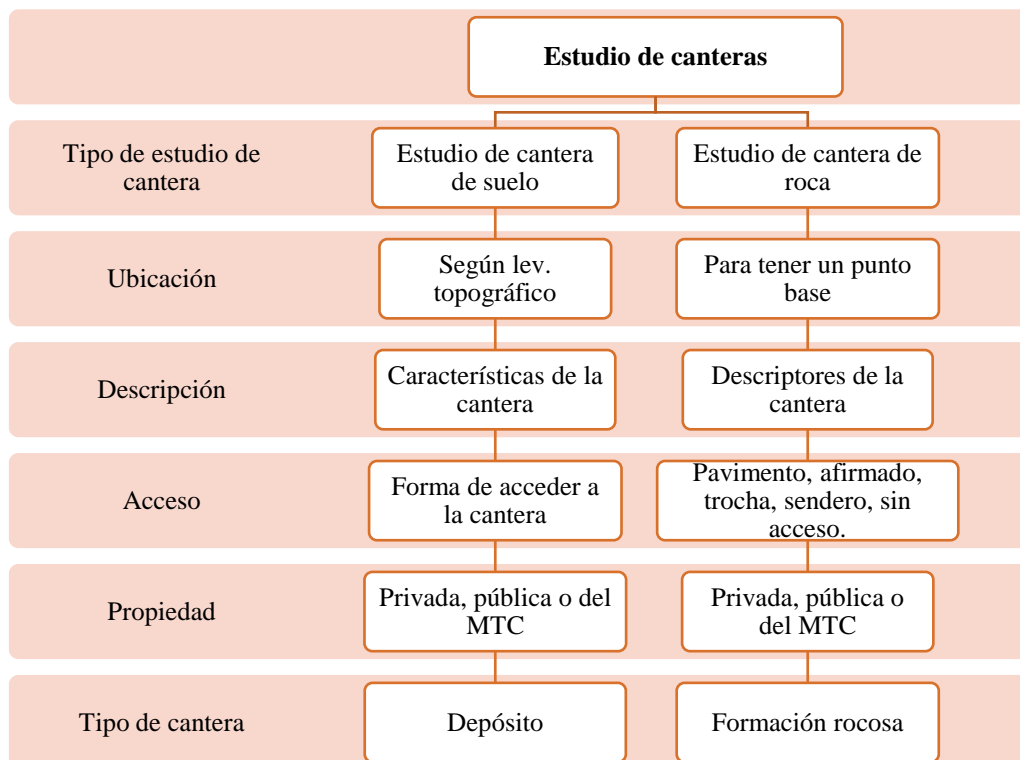 Estudio de canteras
Tipo de estudio de
cantera
Estudio de cantera
de suelo
Estudio de cantera de
roca
Ubicación
Según lev.
topográfico
Para tener un punto
base
Descripción
Características de la
cantera
Descriptores de la
cantera
Acceso
Forma de acceder a
la cantera
Pavimento, afirmado,
trocha, sendero, sin
acceso.
Propiedad
Privada, pública o del
MTC
Privada, pública o
del MTC
Tipo de cantera
Depósito
Formación rocosa